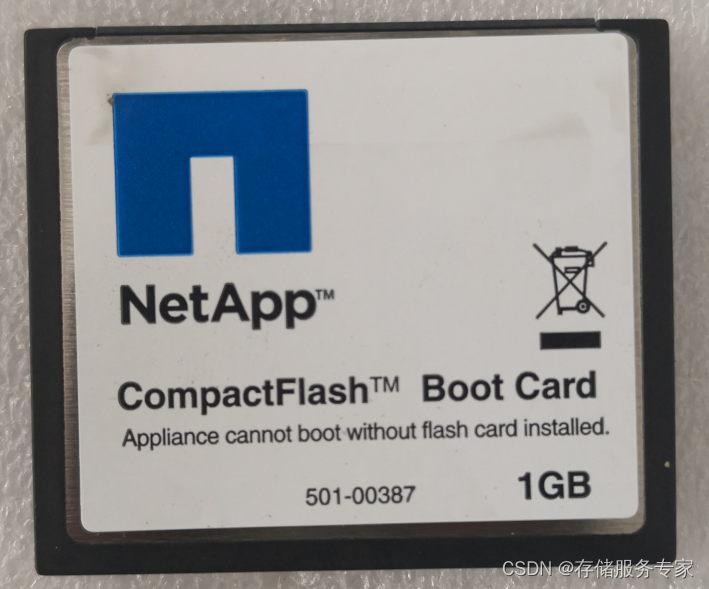 NetApp™
CompactFlash™ Boot Card
Appliance cannot boot without flash card installed.
501-00387 1GB
CSDN @存储服务专家